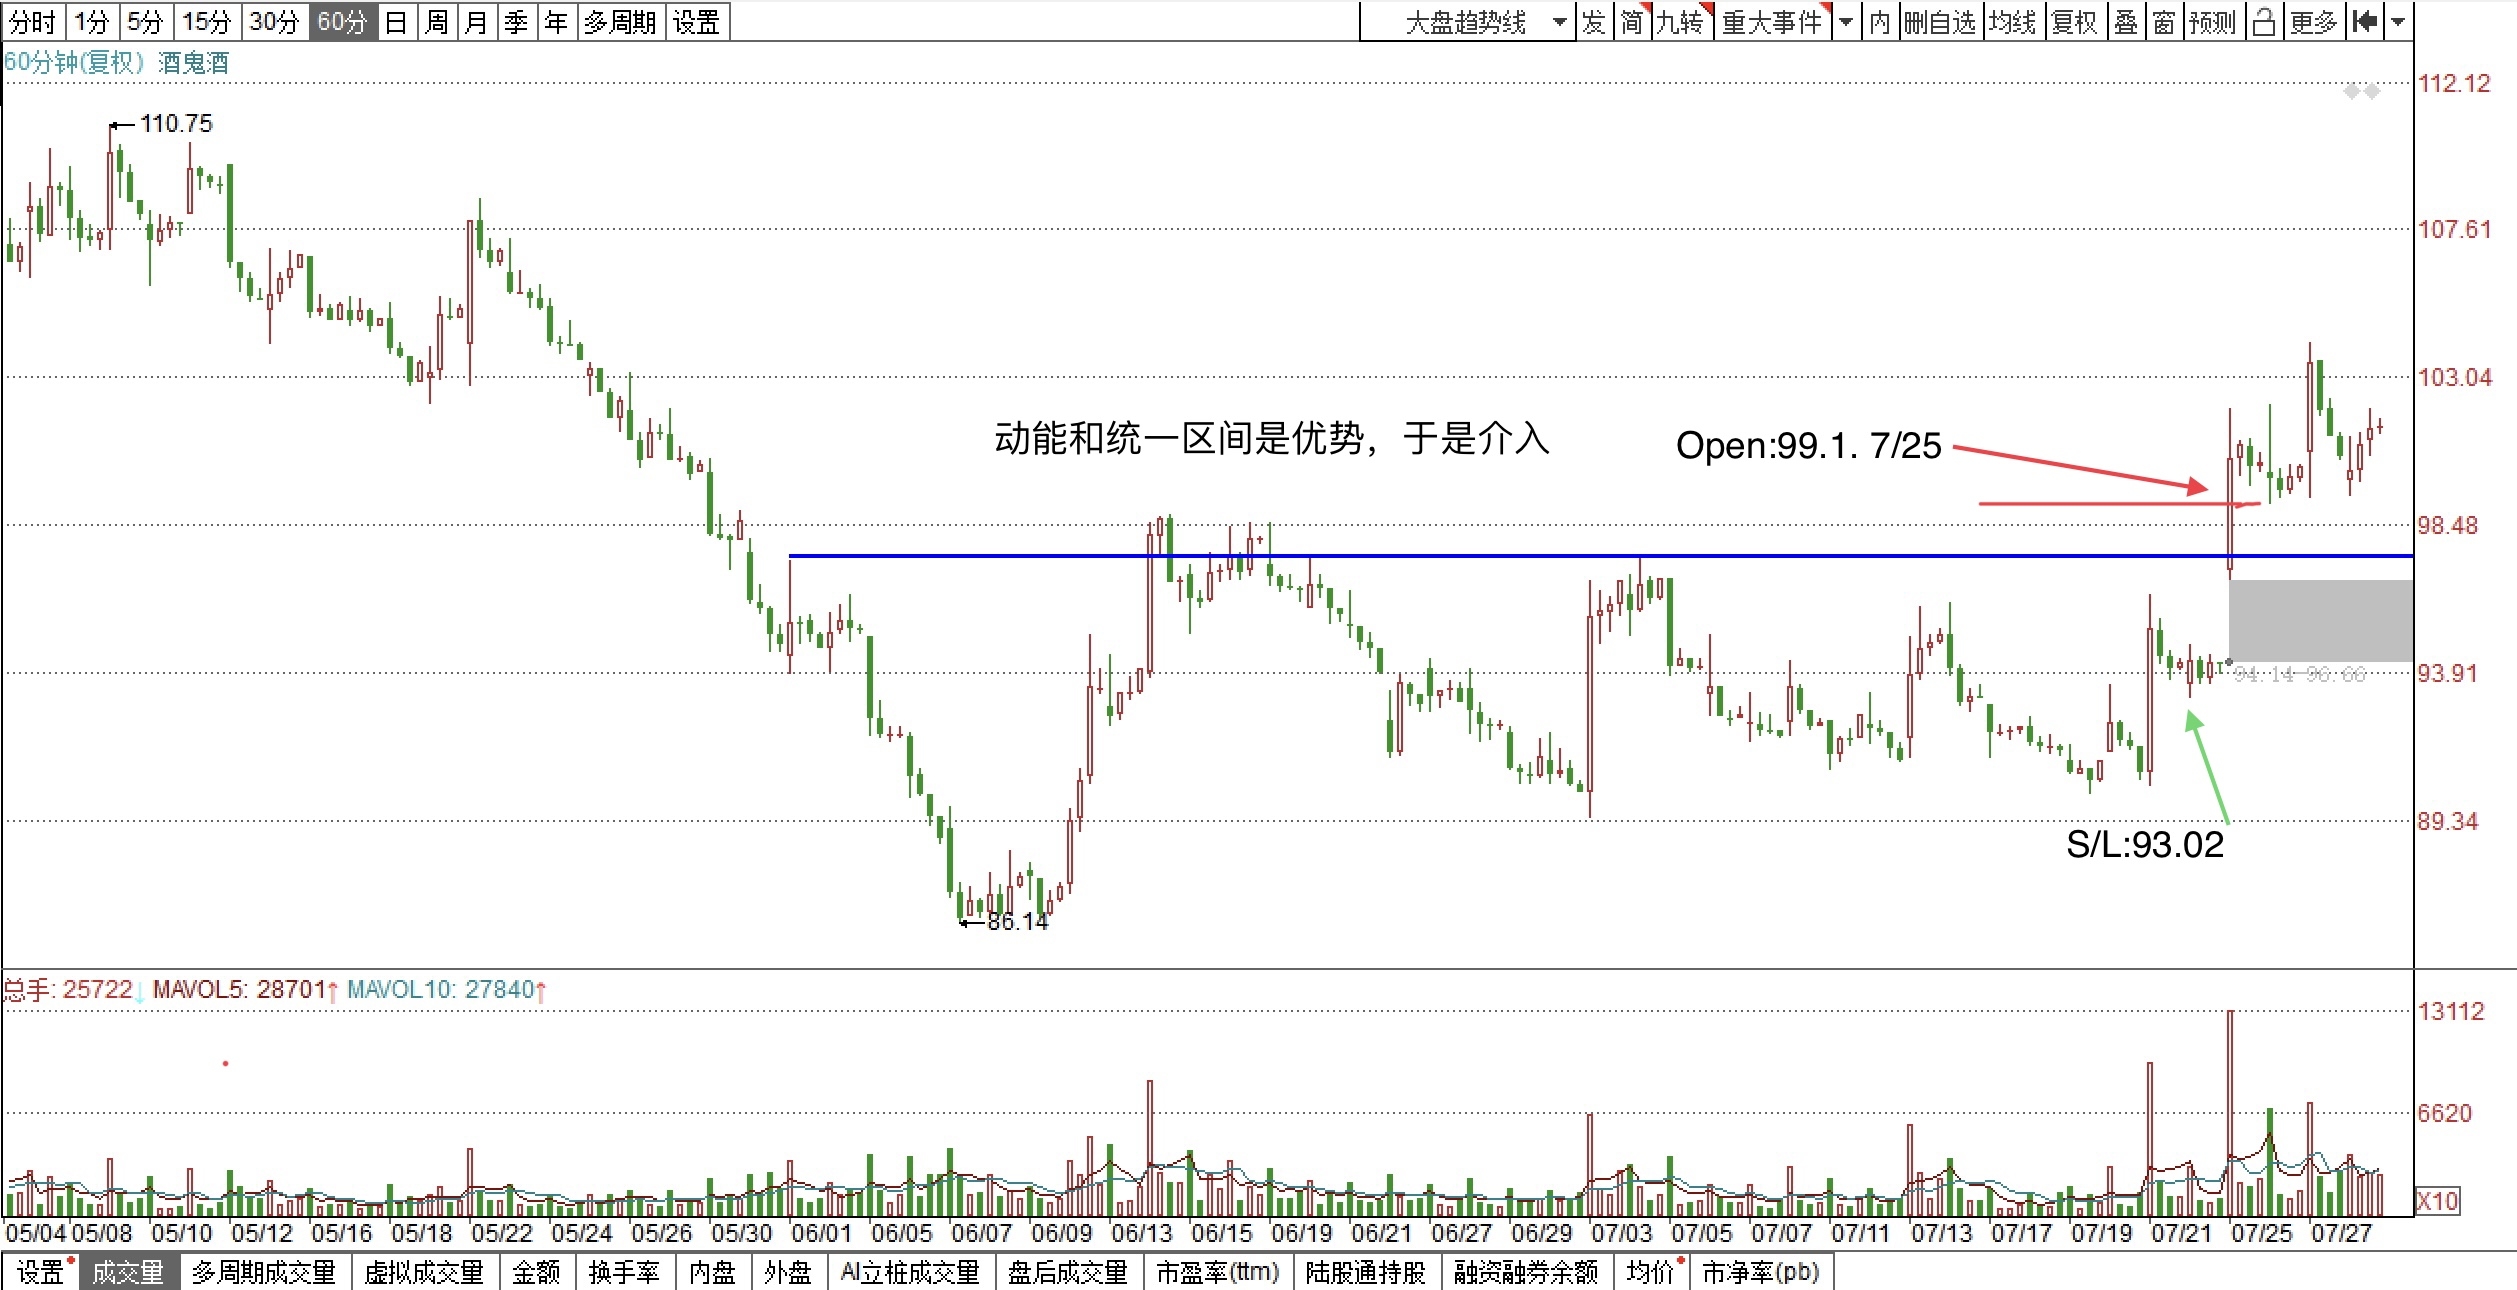 分时 1分 5分 15分 30分 60分 日 周 月 季 年 多周期 设置 大盘趋势线 发 简 九转 重大事件 内 删自选 均线 复权 叠 窗 预测 更多
60分钟(复权) 酒鬼酒
112.12
110.75
107.61
103.04
动能和统一区间是优势，于是介入
Open:99.1. 7/25
98.48
93.91
94.14-96.66
89.34
S/L:93.02
86.14
总手: 25722↓ MAVOL5: 28701↑ MAVOL10: 27840↑
13112
6620
X10
05/04 05/08 05/10 05/12 05/16 05/18 05/22 05/24 05/26 05/30 06/01 06/05 06/07 06/09 06/13 06/15 06/19 06/21 06/27 06/29 07/03 07/05 07/07 07/11 07/13 07/17 07/19 07/21 07/25 07/27
设置 成交量 多周期成交量 虚拟成交量 金额 换手率 内盘 外盘 AI立桩成交量 盘后成交量 市盈率(ttm) 陆股通持股 融资融券余额 均价 市净率(pb)